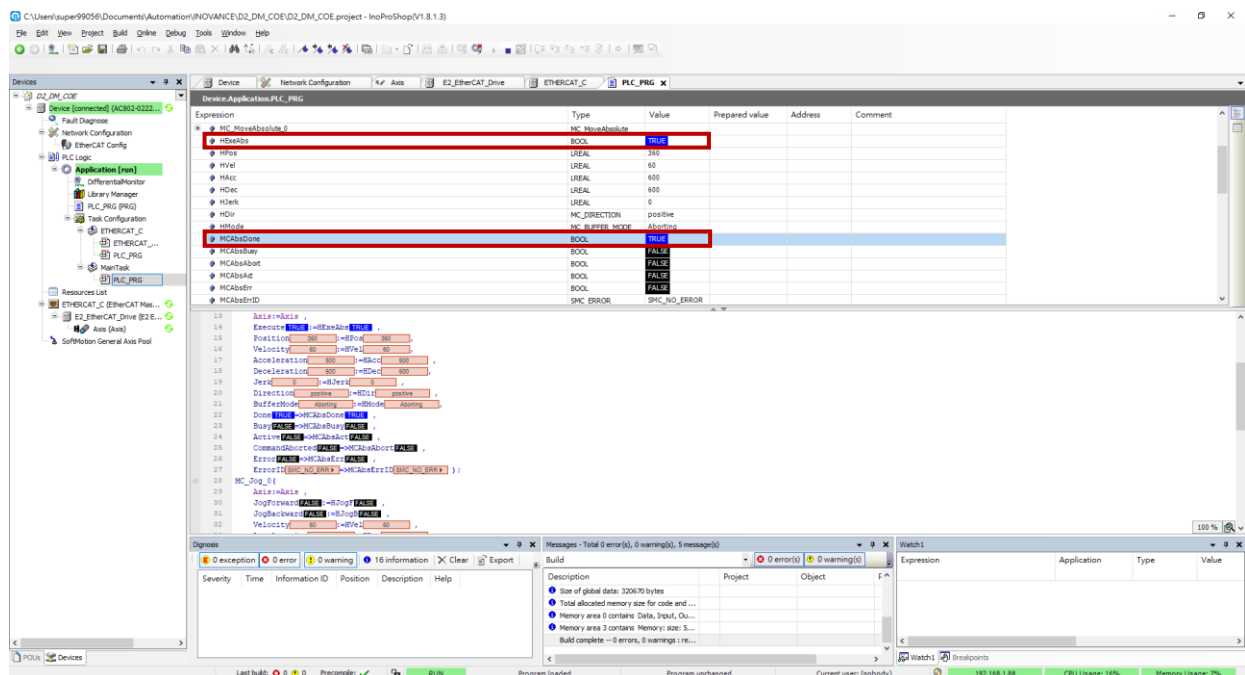 C:\Users\super99056\Documents\Automation\INOVANCE\D2_DM_COE\D2_DM_COE.project - InoProShop(V1.8.1.3)
File Edit View Project Build Online Debug Tools Window Help
Devices
D2_DM_COE
Device [connected] (AC802-0222...
Fault Diagnose
Network Configuration
EtherCAT Config
PLC Logic
Application [run]
DifferentialMonitor
Library Manager
PLC_PRG (PRG)
Task Configuration
ETHERCAT_C
ETHERCAT_...
PLC_PRG
MainTask
PLC_PRG
Resources List
ETHERCAT_C (EtherCAT Mas...
E2_EtherCAT_Drive (E2 E...
Axis (Axis)
SoftMotion General Axis Pool
POUs Devices
Device Network Configuration Axis E2_EtherCAT_Drive ETHERCAT_C PLC_PRG
Device.Application.PLC_PRG
Expression Type Value Prepared value Address Comment
MC_MoveAbsolute_0 MC_MoveAbsolute
HExeAbs BOOL TRUE
HPos LREAL 360
HVel LREAL 60
HAcc LREAL 600
HDec LREAL 600
HJerk LREAL 0
HDir MC_DIRECTION positive
HMode MC_BUFFER_MODE Aborting
MCAbsDone BOOL TRUE
MCAbsBusy BOOL FALSE
MCAbsAbort BOOL FALSE
MCAbsAct BOOL FALSE
MCAbsErr BOOL FALSE
MCAbsErrID SMC_ERROR SMC_NO_ERROR
13 Axis:=Axis ,
14 Execute TRUE :=HExeAbs TRUE ,
15 Position 360 :=HPos 360 ,
16 Velocity 60 :=HVel 60 ,
17 Acceleration 600 :=HAcc 600 ,
18 Deceleration 600 :=HDec 600 ,
19 Jerk 0 :=HJerk 0 ,
20 Direction positive :=HDir positive ,
21 BufferMode Aborting :=HMode Aborting ,
22 Done TRUE =>MCAbsDone TRUE ,
23 Busy FALSE =>MCAbsBusy FALSE ,
24 Active FALSE =>MCAbsAct FALSE ,
25 CommandAborted FALSE =>MCAbsAbort FALSE ,
26 Error FALSE =>MCAbsErr FALSE ,
27 ErrorID SMC_NO_ERR =>MCAbsErrID SMC_NO_ERR );
28 MC_Jog_0(
29 Axis:=Axis ,
30 JogForward FALSE :=HJogF FALSE ,
31 JogBackward FALSE :=HJogB FALSE ,
32 Velocity 60 :=HVel 60 ,
100 %
Dignosis
0 exception 0 error 0 warning 16 information Clear Export
Severity Time Information ID Position Description Help
Messages - Total 0 error(s), 0 warning(s), 5 message(s)
Build 0 error(s) 0 warning(s)
Description Project Object
Size of global data: 320670 bytes
Total allocated memory size for code and ...
Memory area 0 contains Data, Input, Ou...
Memory area 3 contains Memory: size: S...
Build complete -- 0 errors, 0 warnings : re...
Watch1
Expression Application Type Value
Watch1 Breakpoints
Last build: 0 0 Precompile: RUN Program loaded Program unchanged Current user: (nobody) 192.168.1.88 CPU Usage: 16% Memory Usage: 7%